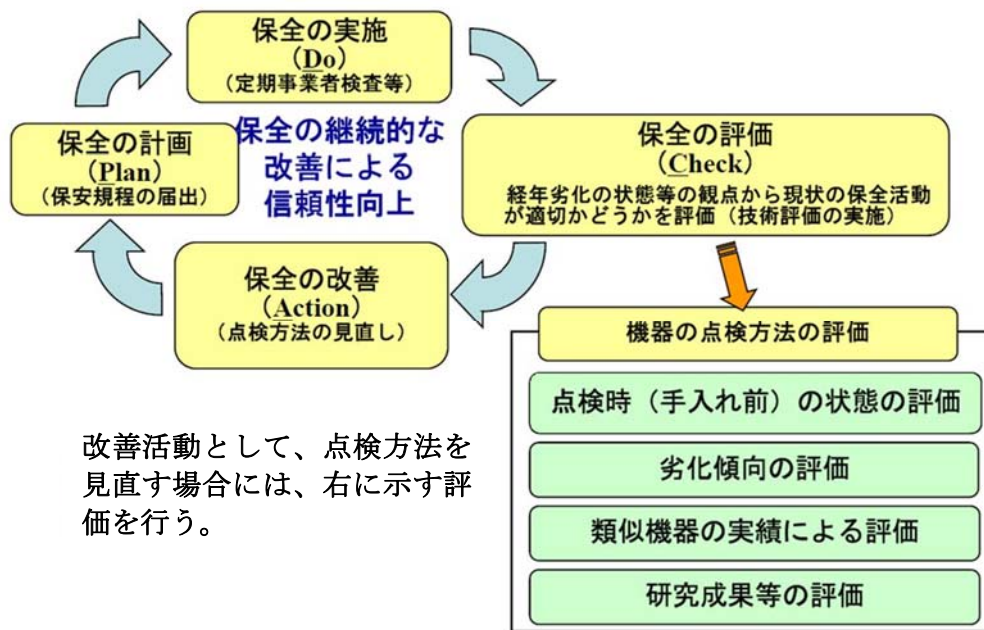 保全の実施
(Do)
(定期事業者検査等)
保全の計画
(Plan)
(保安規程の届出)
保全の継続的な
改善による
信頼性向上
保全の評価
(Check)
経年劣化の状態等の観点から現状の保全活動
が適切かどうかを評価（技術評価の実施）
保全の改善
(Action)
(点検方法の見直し)
機器の点検方法の評価
点検時（手入れ前）の状態の評価
劣化傾向の評価
類似機器の実績による評価
研究成果等の評価
改善活動として、点検方法を
見直す場合には、右に示す評
価を行う。